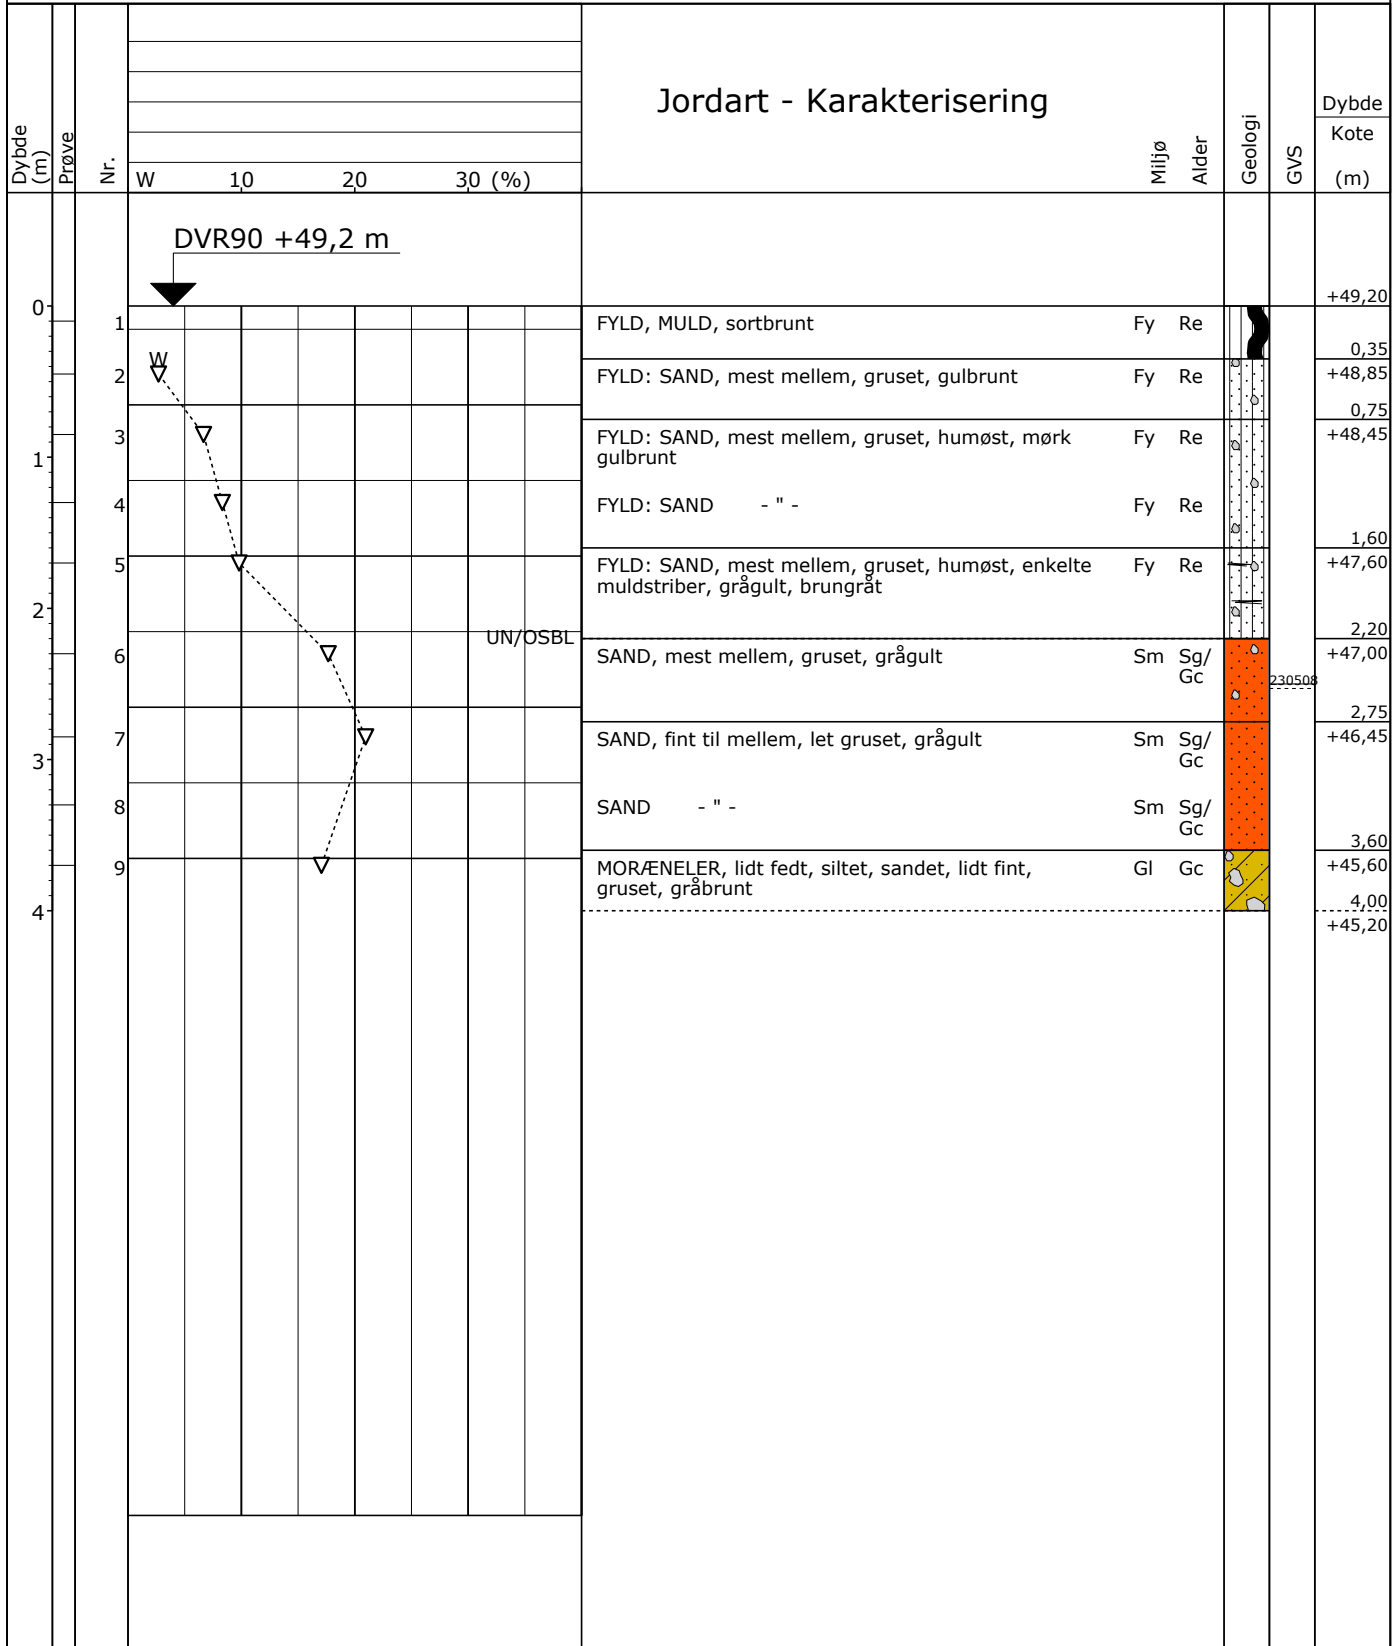 Jordart - Karakterisering
Dybde (m)
Prøve
Nr.
W 10 20 30 (%)
Miljø
Alder
Geologi
GVS
Dybde
Kote
(m)
DVR90 +49,2 m
0
+49,20
1
FYLD, MULD, sortbrunt Fy Re
0,35
W
2
FYLD: SAND, mest mellem, gruset, gulbrunt Fy Re
+48,85
0,75
3
FYLD: SAND, mest mellem, gruset, humøst, mørk Fy Re
gulbrunt
+48,45
1
4
FYLD: SAND - " - Fy Re
1,60
5
FYLD: SAND, mest mellem, gruset, humøst, enkelte Fy Re
muldstriber, grågult, brungråt
+47,60
2
2,20
UN/OSBL
6
SAND, mest mellem, gruset, grågult Sm Sg/
Gc
+47,00
230508
2,75
7
SAND, fint til mellem, let gruset, grågult Sm Sg/
Gc
+46,45
3
8
SAND - " - Sm Sg/
Gc
3,60
9
MORÆNELER, lidt fedt, siltet, sandet, lidt fint, Gl Gc
gruset, gråbrunt
+45,60
4
4,00
+45,20